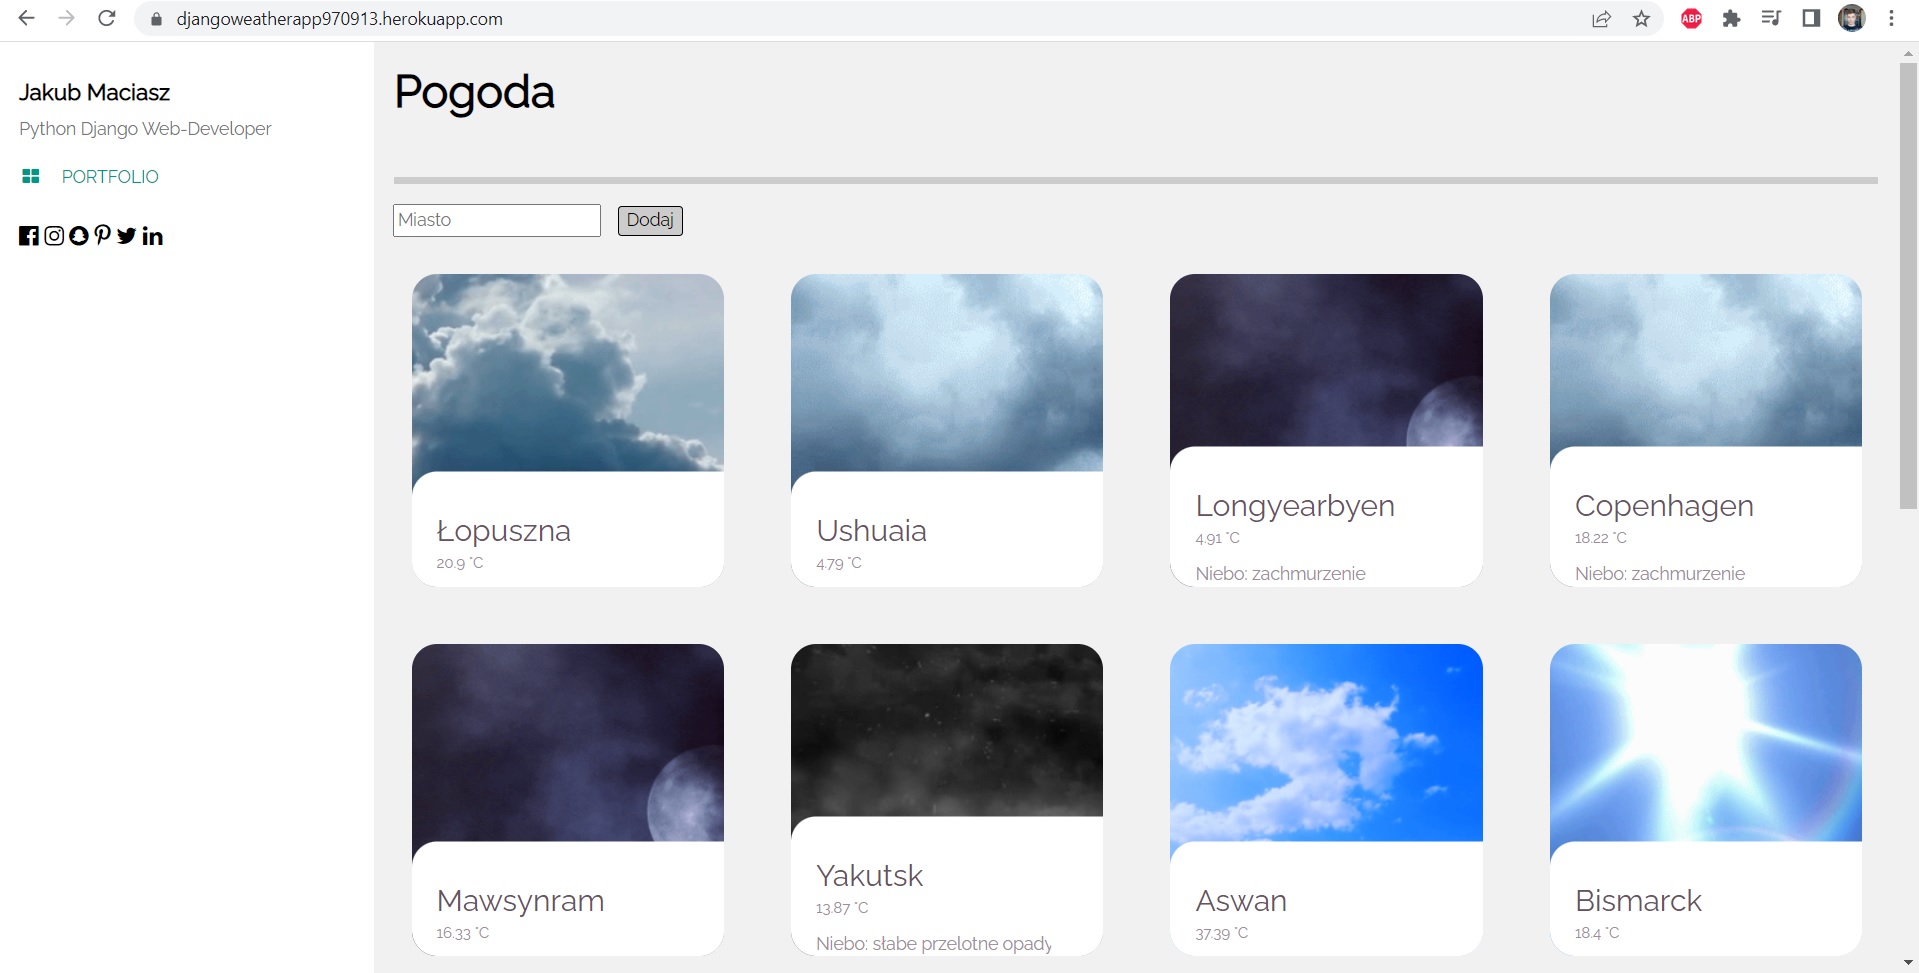 djangoweatherapp970913.herokuapp.com
ABP
Jakub Maciasz
Python Django Web-Developer
PORTFOLIO
Pogoda
Miasto
Dodaj
Łopuszna
20.9 °C
Ushuaia
4.79 °C
Longyearbyen
4.91 °C
Niebo: zachmurzenie
Copenhagen
18.22 °C
Niebo: zachmurzenie
Mawsynram
16.33 °C
Yakutsk
13.87 °C
Niebo: słabe przelotne opady
Aswan
37.39 °C
Bismarck
18.4 °C